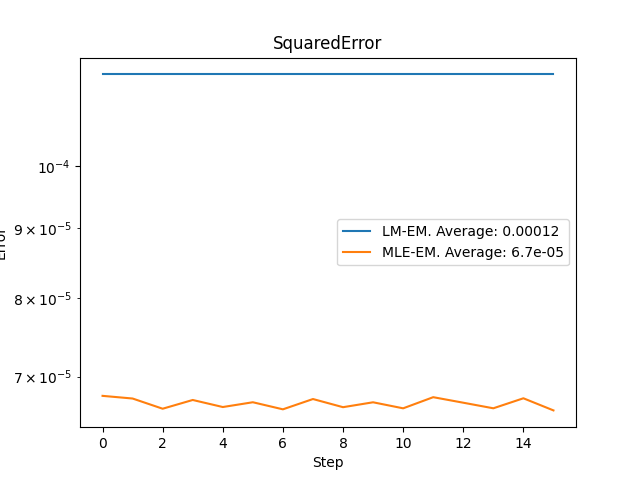 SquaredError
Error
10⁻⁴
9 × 10⁻⁵
8 × 10⁻⁵
7 × 10⁻⁵
LM-EM. Average: 0.00012
MLE-EM. Average: 6.7e-05
0 2 4 6 8 10 12 14
Step